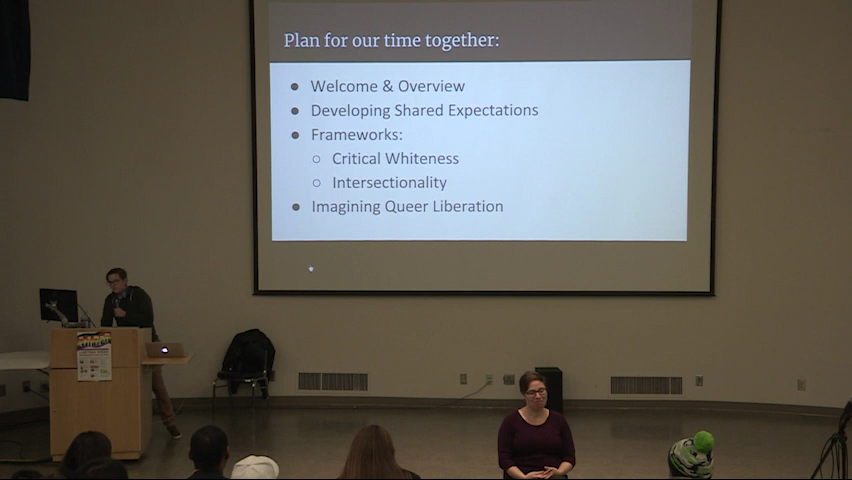 Plan for our time together:
● Welcome & Overview
● Developing Shared Expectations
● Frameworks:
○ Critical Whiteness
○ Intersectionality
● Imagining Queer Liberation